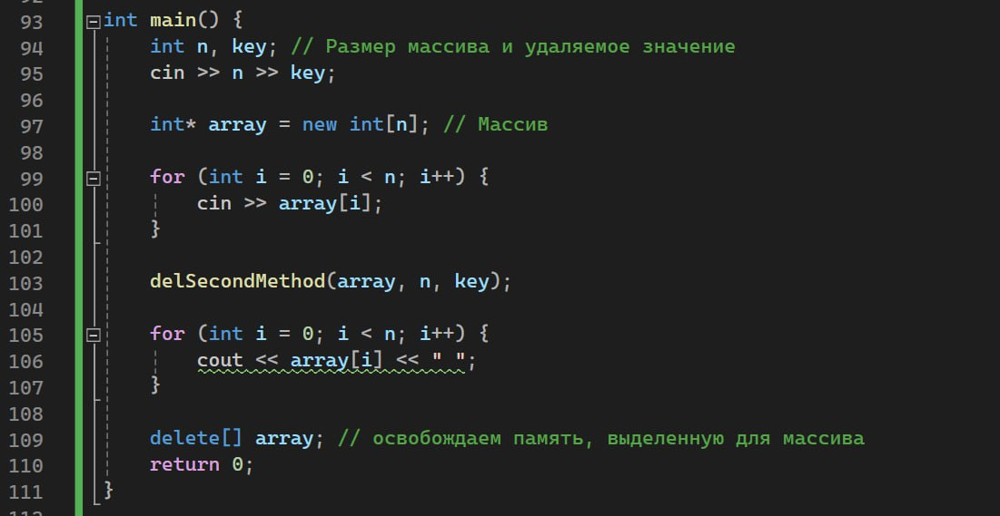 93 int main() {
94 int n, key; // Размер массива и удаляемое значение
95 cin >> n >> key;
96
97 int* array = new int[n]; // Массив
98
99 for (int i = 0; i < n; i++) {
100 cin >> array[i];
101 }
102
103 delSecondMethod(array, n, key);
104
105 for (int i = 0; i < n; i++) {
106 cout << array[i] << " ";
107 }
108
109 delete[] array; // освобождаем память, выделенную для массива
110 return 0;
111 }